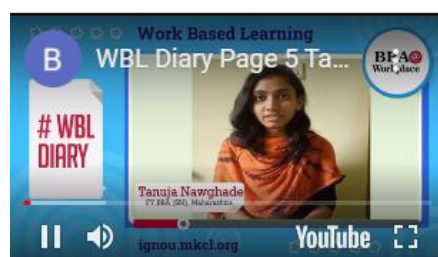 Work Based Learning
B
WBL Diary Page 5 Ta...
BBA@
Workplace
# WBL
DIARY
Tanuja Nawghade
FY BBA (SM), Maharashtra
ignou.mkcl.org
YouTube